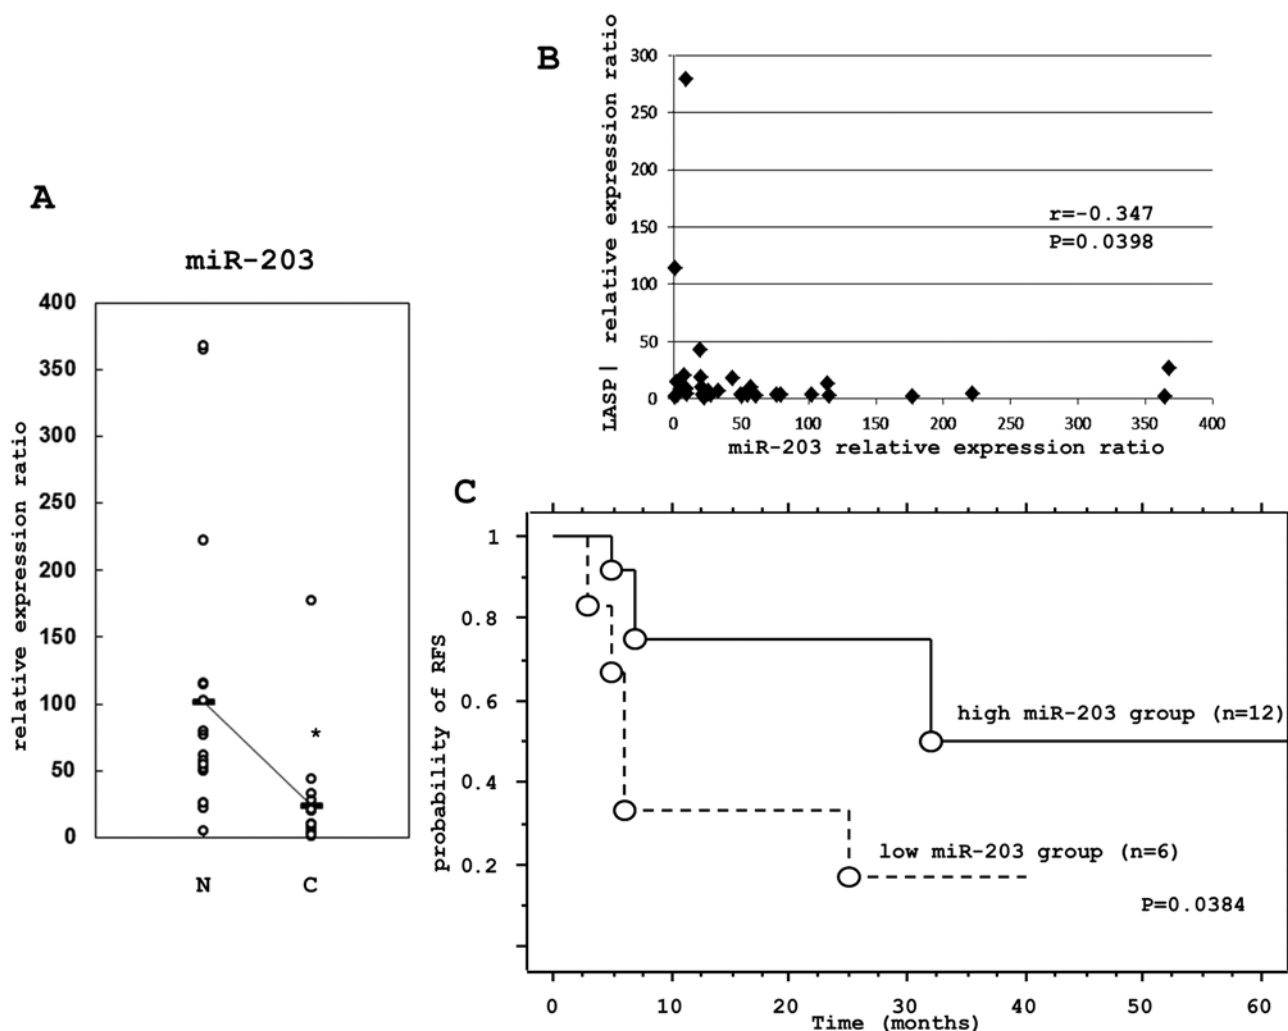 A
miR-203
relative expression ratio
400
350
300
250
200
150
100
50
0
*
N
C
B
LASP| relative expression ratio
300
250
200
150
100
50
0
r=-0.347
P=0.0398
0 50 100 150 200 250 300 350 400
miR-203 relative expression ratio
C
probability of RFS
1
0.8
0.6
0.4
0.2
high miR-203 group (n=12)
low miR-203 group (n=6)
P=0.0384
0 10 20 30 40 50 60
Time (months)